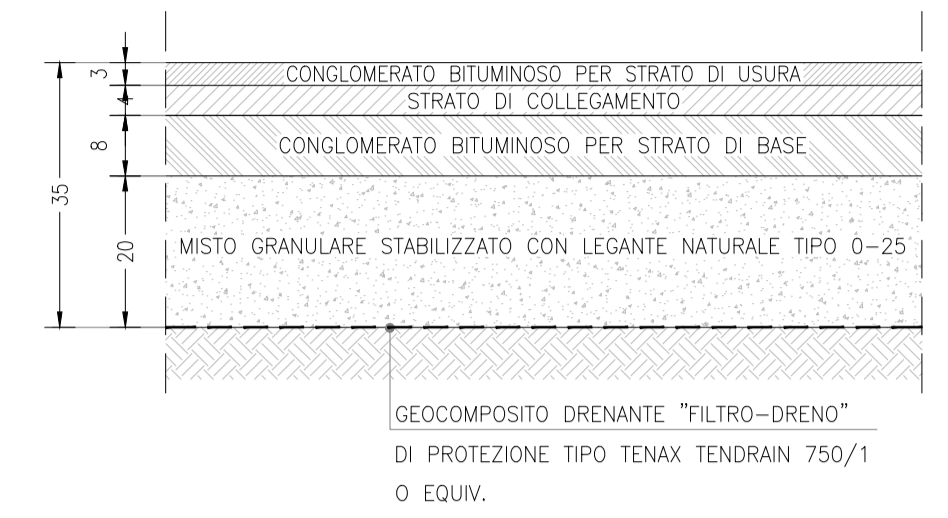 3
CONGLOMERATO BITUMINOSO PER STRATO DI USURA
4
STRATO DI COLLEGAMENTO
8
CONGLOMERATO BITUMINOSO PER STRATO DI BASE
35
20
MISTO GRANULARE STABILIZZATO CON LEGANTE NATURALE TIPO 0-25
GEOCOMPOSITO DRENANTE "FILTRO-DRENO"
DI PROTEZIONE TIPO TENAX TENDRAIN 750/1
O EQUIV.